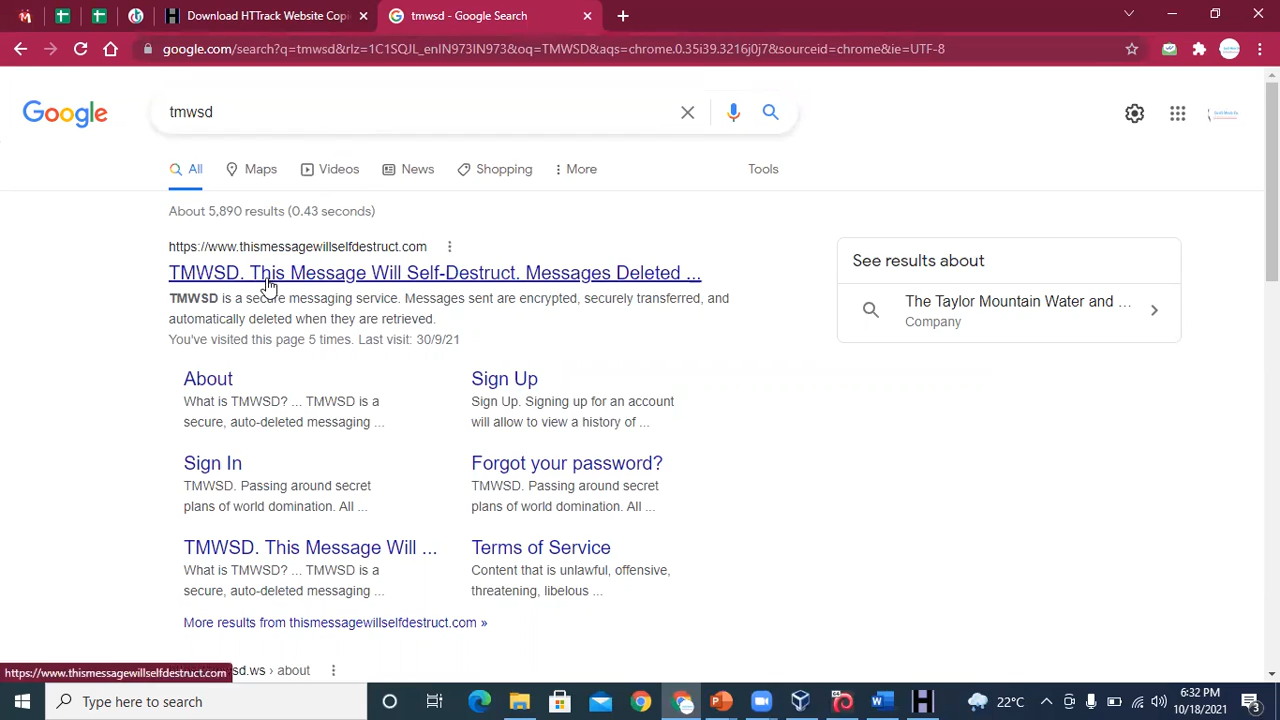 Download HTTrack Website Copi
tmwsd - Google Search
google.com/search?q=tmwsd&rlz=1C1SQJL_enIN973IN973&oq=TMWSD&aqs=chrome.0.35i39.3216j0j7&sourceid=chrome&ie=UTF-8
Google
tmwsd
All
Maps
Videos
News
Shopping
More
Tools
About 5,890 results (0.43 seconds)
https://www.thismessagewillselfdestruct.com
TMWSD. This Message Will Self-Destruct. Messages Deleted ...
TMWSD is a secure messaging service. Messages sent are encrypted, securely transferred, and
automatically deleted when they are retrieved.
You've visited this page 5 times. Last visit: 30/9/21
See results about
The Taylor Mountain Water and ...
Company
About
What is TMWSD? ... TMWSD is a
secure, auto-deleted messaging ...
Sign Up
Sign Up. Signing up for an account
will allow to view a history of ...
Sign In
TMWSD. Passing around secret
plans of world domination. All ...
Forgot your password?
TMWSD. Passing around secret
plans of world domination. All ...
TMWSD. This Message Will ...
What is TMWSD? ... TMWSD is a
secure, auto-deleted messaging ...
Terms of Service
Content that is unlawful, offensive,
threatening, libelous ...
More results from thismessagewillselfdestruct.com »
sd.ws › about
https://www.thismessagewillselfdestruct.com
Type here to search
22°C
6:32 PM
10/18/2021
3